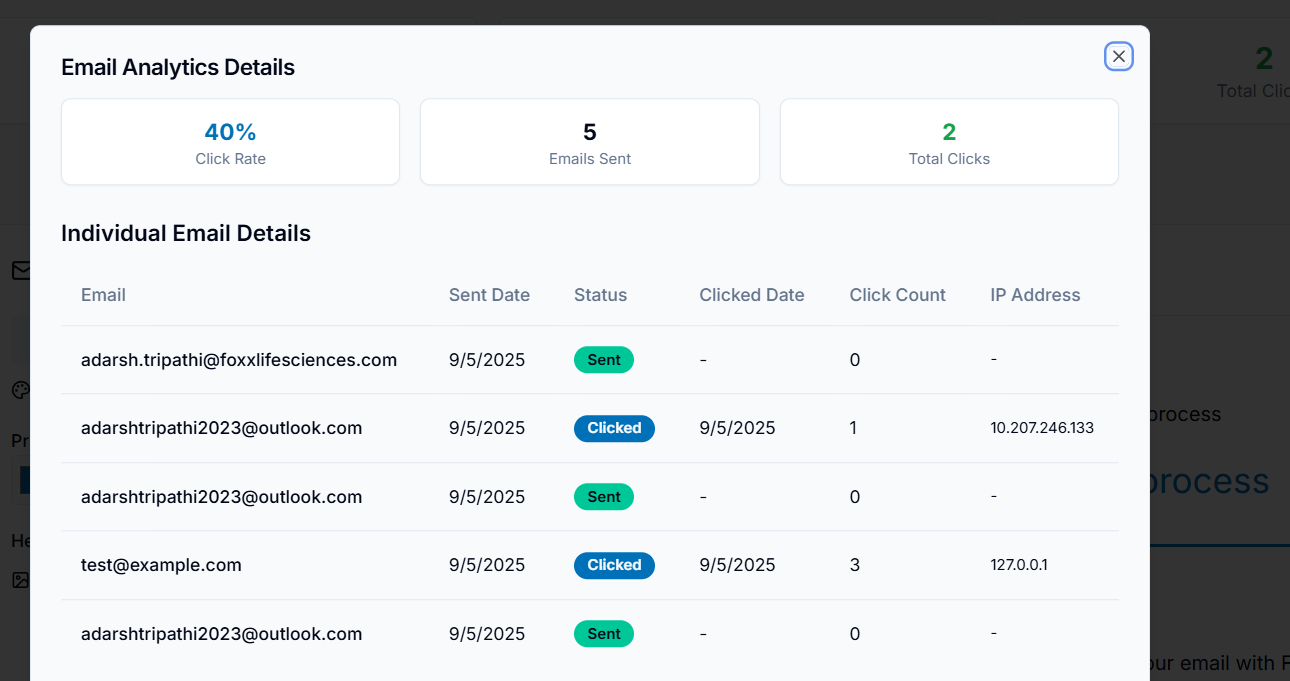 Email Analytics Details
2
Total Clic
40%
Click Rate
5
Emails Sent
2
Total Clicks
Individual Email Details
Email Sent Date Status Clicked Date Click Count IP Address
adarsh.tripathi@foxxlifesciences.com 9/5/2025 Sent - 0 -
adarshtripathi2023@outlook.com 9/5/2025 Clicked 9/5/2025 1 10.207.246.133
process
Pr
adarshtripathi2023@outlook.com 9/5/2025 Sent - 0 -
process
He
test@example.com 9/5/2025 Clicked 9/5/2025 3 127.0.0.1
adarshtripathi2023@outlook.com 9/5/2025 Sent - 0 -
our email with F